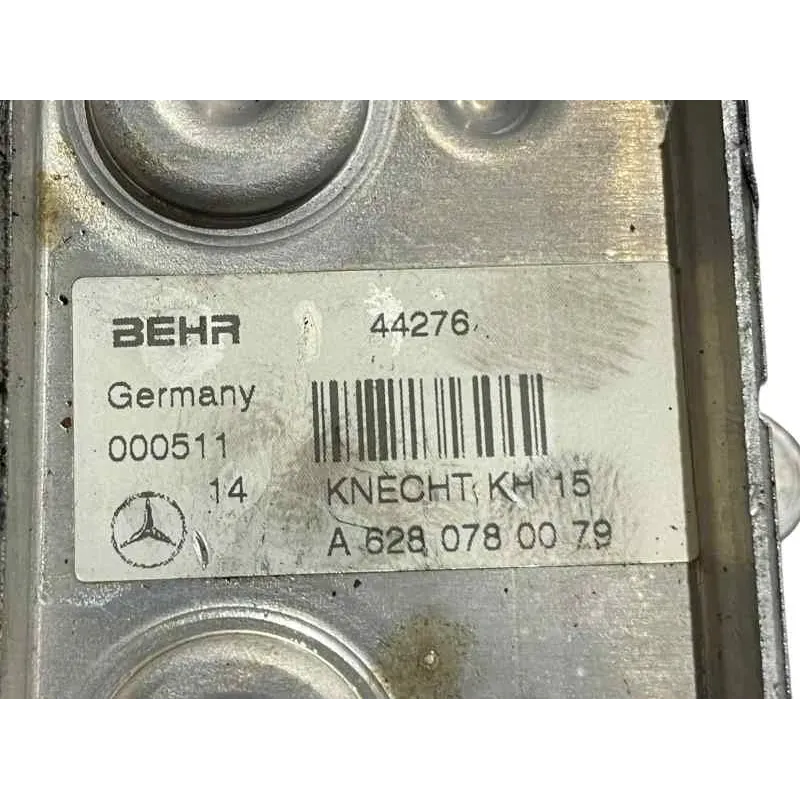 BEHR 44276
Germany
000511
14 KNECHT KH 15
A 628 078 00 79